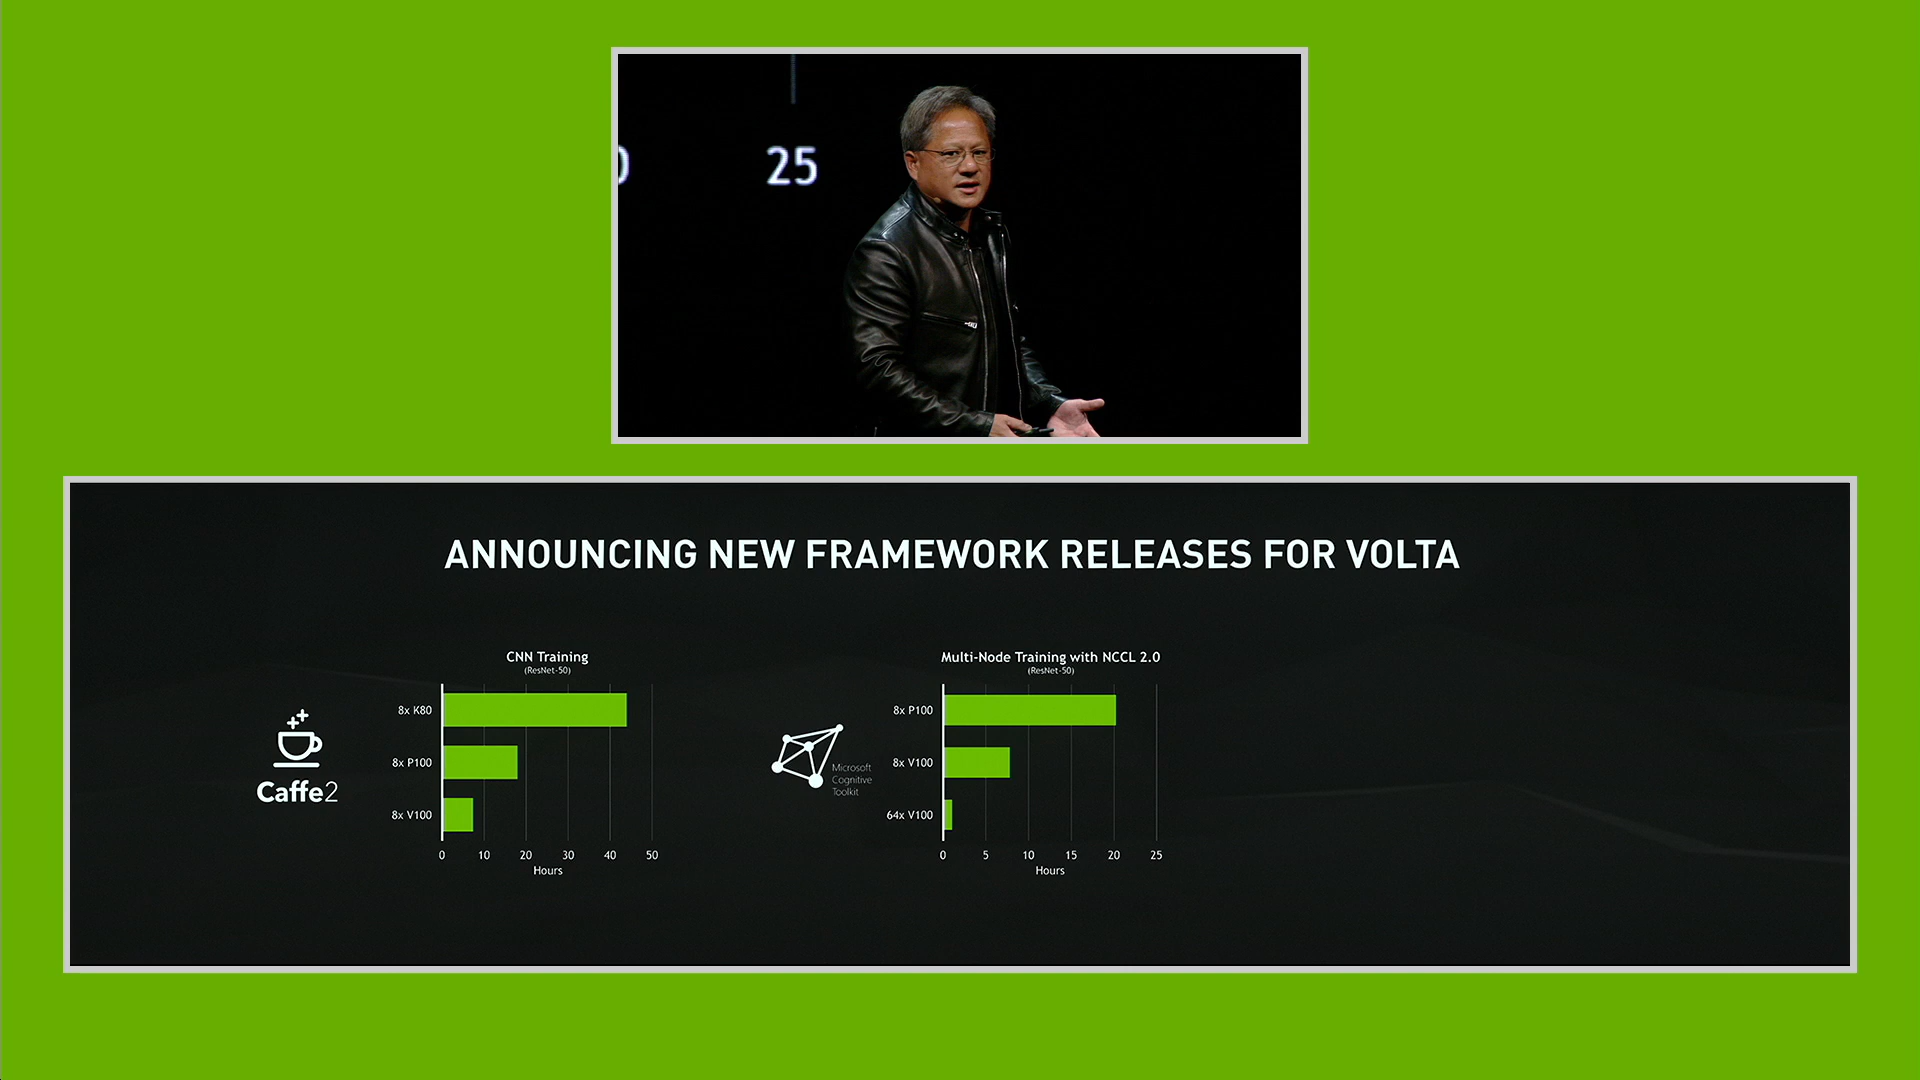 25
ANNOUNCING NEW FRAMEWORK RELEASES FOR VOLTA
Caffe2
CNN Training
(ResNet-50)
8x K80
8x P100
8x V100
0 10 20 30 40 50
Hours
Microsoft
Cognitive
Toolkit
Multi-Node Training with NCCL 2.0
(ResNet-50)
8x P100
8x V100
64x V100
0 5 10 15 20 25
Hours